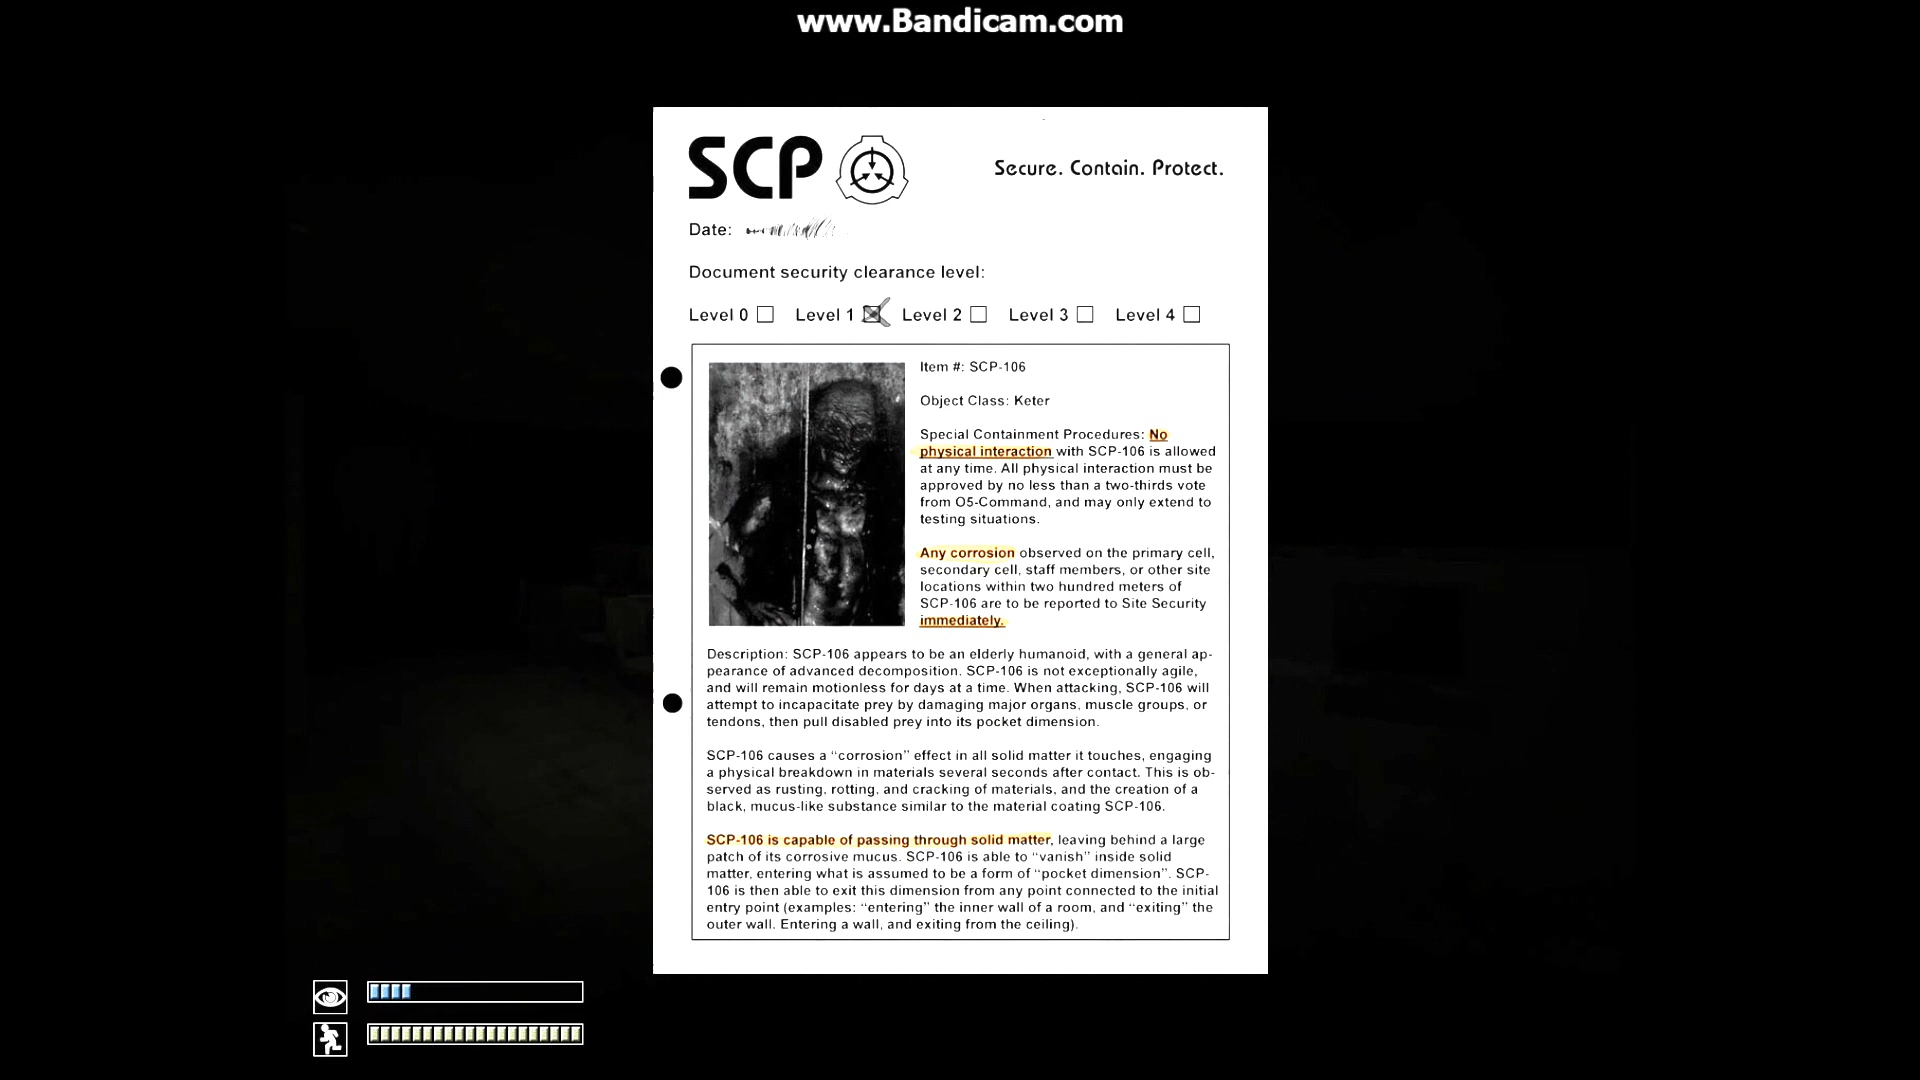 www.Bandicam.com
SCP
Secure. Contain. Protect.
Date:
Document security clearance level:
Level 0 Level 1 Level 2 Level 3 Level 4
Item #: SCP-106
Object Class: Keter
Special Containment Procedures: No
physical interaction with SCP-106 is allowed
at any time. All physical interaction must be
approved by no less than a two-thirds vote
from O5-Command, and may only extend to
testing situations.
Any corrosion observed on the primary cell,
secondary cell, staff members, or other site
locations within two hundred meters of
SCP-106 are to be reported to Site Security
immediately.
Description: SCP-106 appears to be an elderly humanoid, with a general ap-
pearance of advanced decomposition. SCP-106 is not exceptionally agile,
and will remain motionless for days at a time. When attacking, SCP-106 will
attempt to incapacitate prey by damaging major organs, muscle groups, or
tendons, then pull disabled prey into its pocket dimension.
SCP-106 causes a “corrosion” effect in all solid matter it touches, engaging
a physical breakdown in materials several seconds after contact. This is ob-
served as rusting, rotting, and cracking of materials, and the creation of a
black, mucus-like substance similar to the material coating SCP-106.
SCP-106 is capable of passing through solid matter, leaving behind a large
patch of its corrosive mucus. SCP-106 is able to “vanish” inside solid
matter, entering what is assumed to be a form of “pocket dimension”. SCP-
106 is then able to exit this dimension from any point connected to the initial
entry point (examples: “entering” the inner wall of a room, and “exiting” the
outer wall. Entering a wall, and exiting from the ceiling).